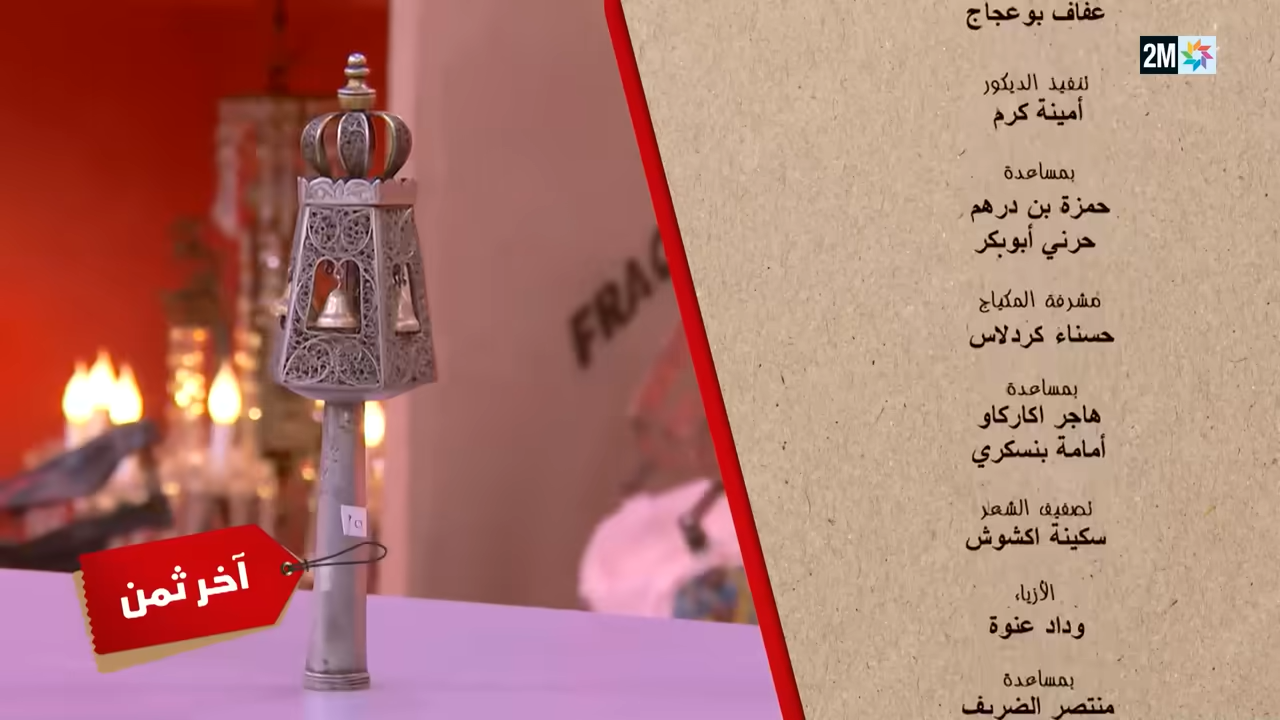 عفاف بوعجاج
2M
تنفيذ الديكور
أمينة كرم
بمساعدة
حمزة بن درهم
حرني أبوبكر
مشرفة المكياج
حسناء كردلاس
بمساعدة
هاجر اكاركاو
أمامة بنسكري
تصفيف الشعر
سكينة اكشوش
الأزياء
وداد عنوة
بمساعدة
منتصر الضريف
آخر ثمن